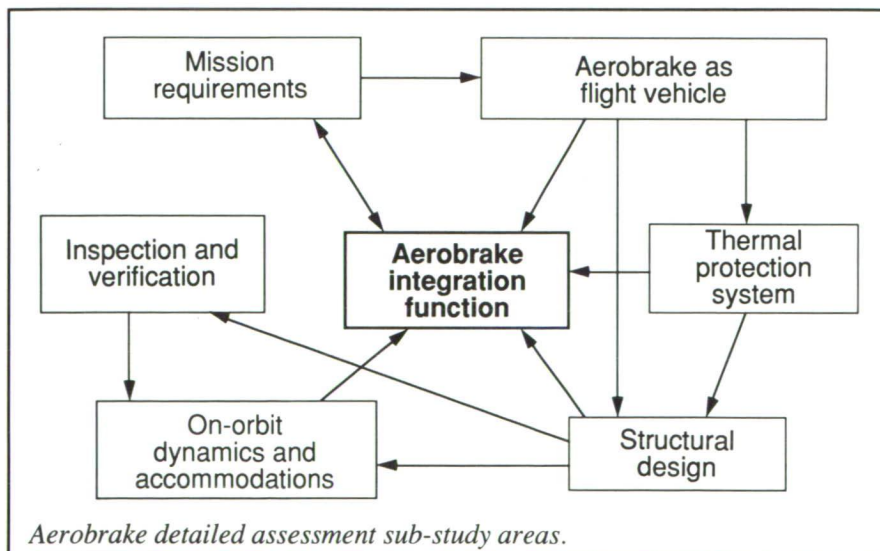 Mission
requirements
Aerobrake as
flight vehicle
Inspection and
verification
Aerobrake
integration
function
Thermal
protection
system
On-orbit
dynamics and
accommodations
Structural
design
Aerobrake detailed assessment sub-study areas.